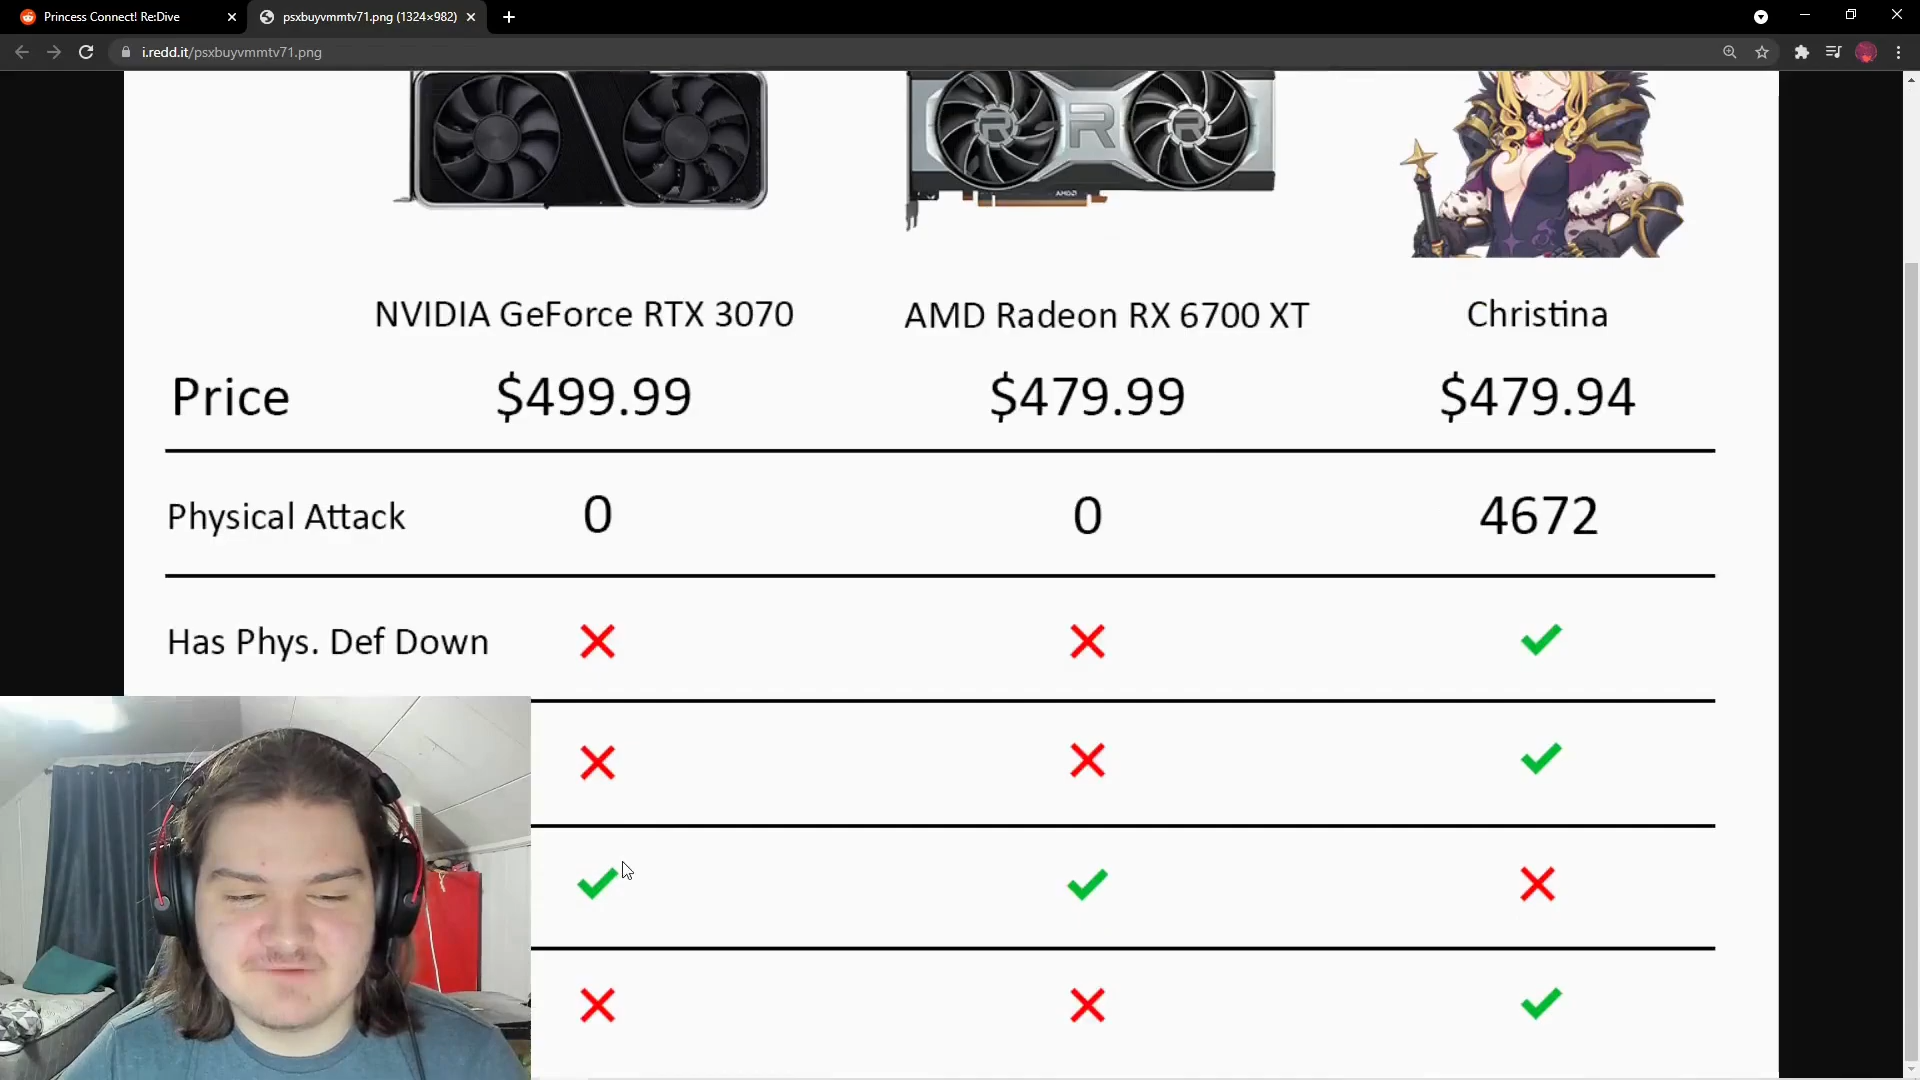 Princess Connect! Re:Dive
psxbuyvmmtv71.png (1324×982)
i.redd.it/psxbuyvmmtv71.png
R R R
AMD
NVIDIA GeForce RTX 3070 AMD Radeon RX 6700 XT Christina
Price $499.99 $479.99 $479.94
Physical Attack 0 0 4672
Has Phys. Def Down